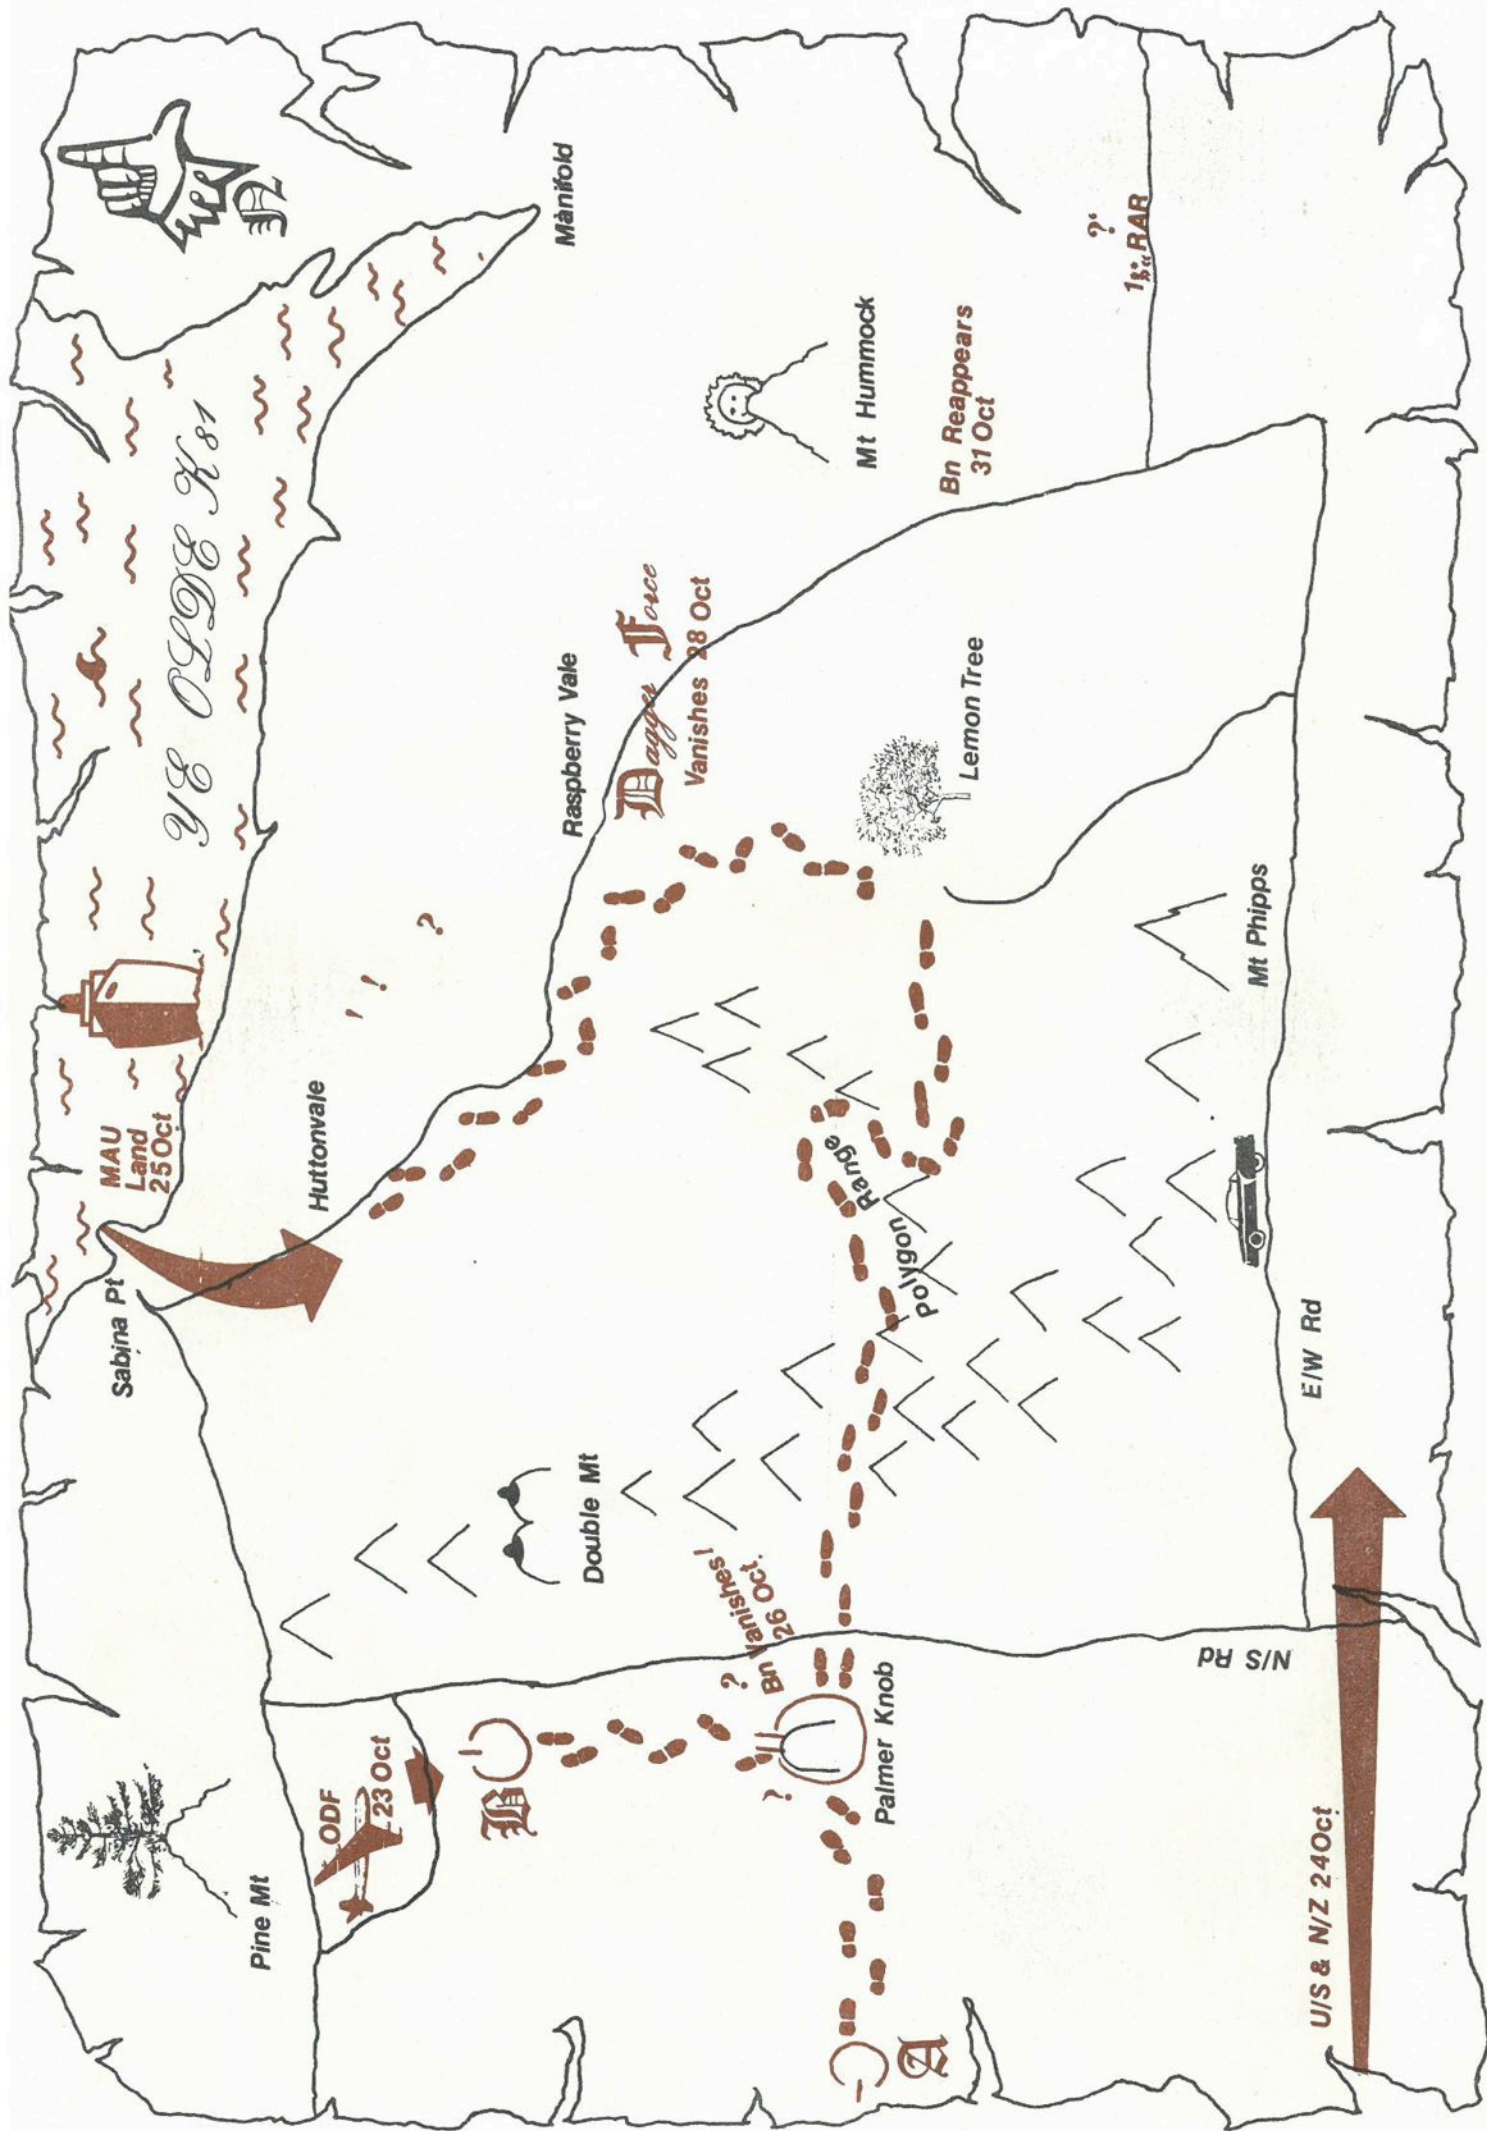 YE OLDE K81
N
MAU
Land
25 Oct
Sabina Pt
Huttonvale
Manifold
Pine Mt
ODF
23 Oct
B
Double Mt
Raspberry Vale
Dagger Force
Vanishes 28 Oct
Mt Hummock
Bn Reappears
31 Oct
?
?
Bn Vanishes!
26 Oct.
?
! !
Palmer Knob
A
Polygon Range
Lemon Tree
?
RAR
N/S Rd
Mt Phipps
E/W Rd
U/S & N/Z 24 Oct